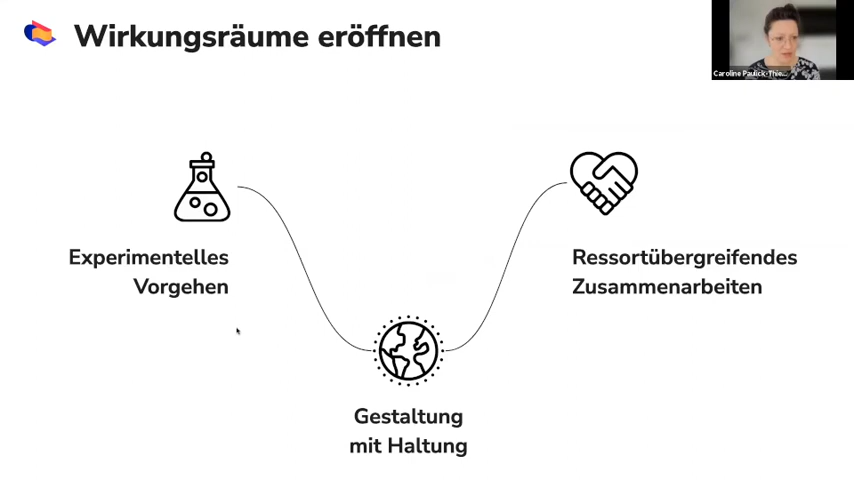 Wirkungsräume eröffnen
Caroline Paulick-Thie...
Experimentelles
Vorgehen
Ressortübergreifendes
Zusammenarbeiten
Gestaltung
mit Haltung